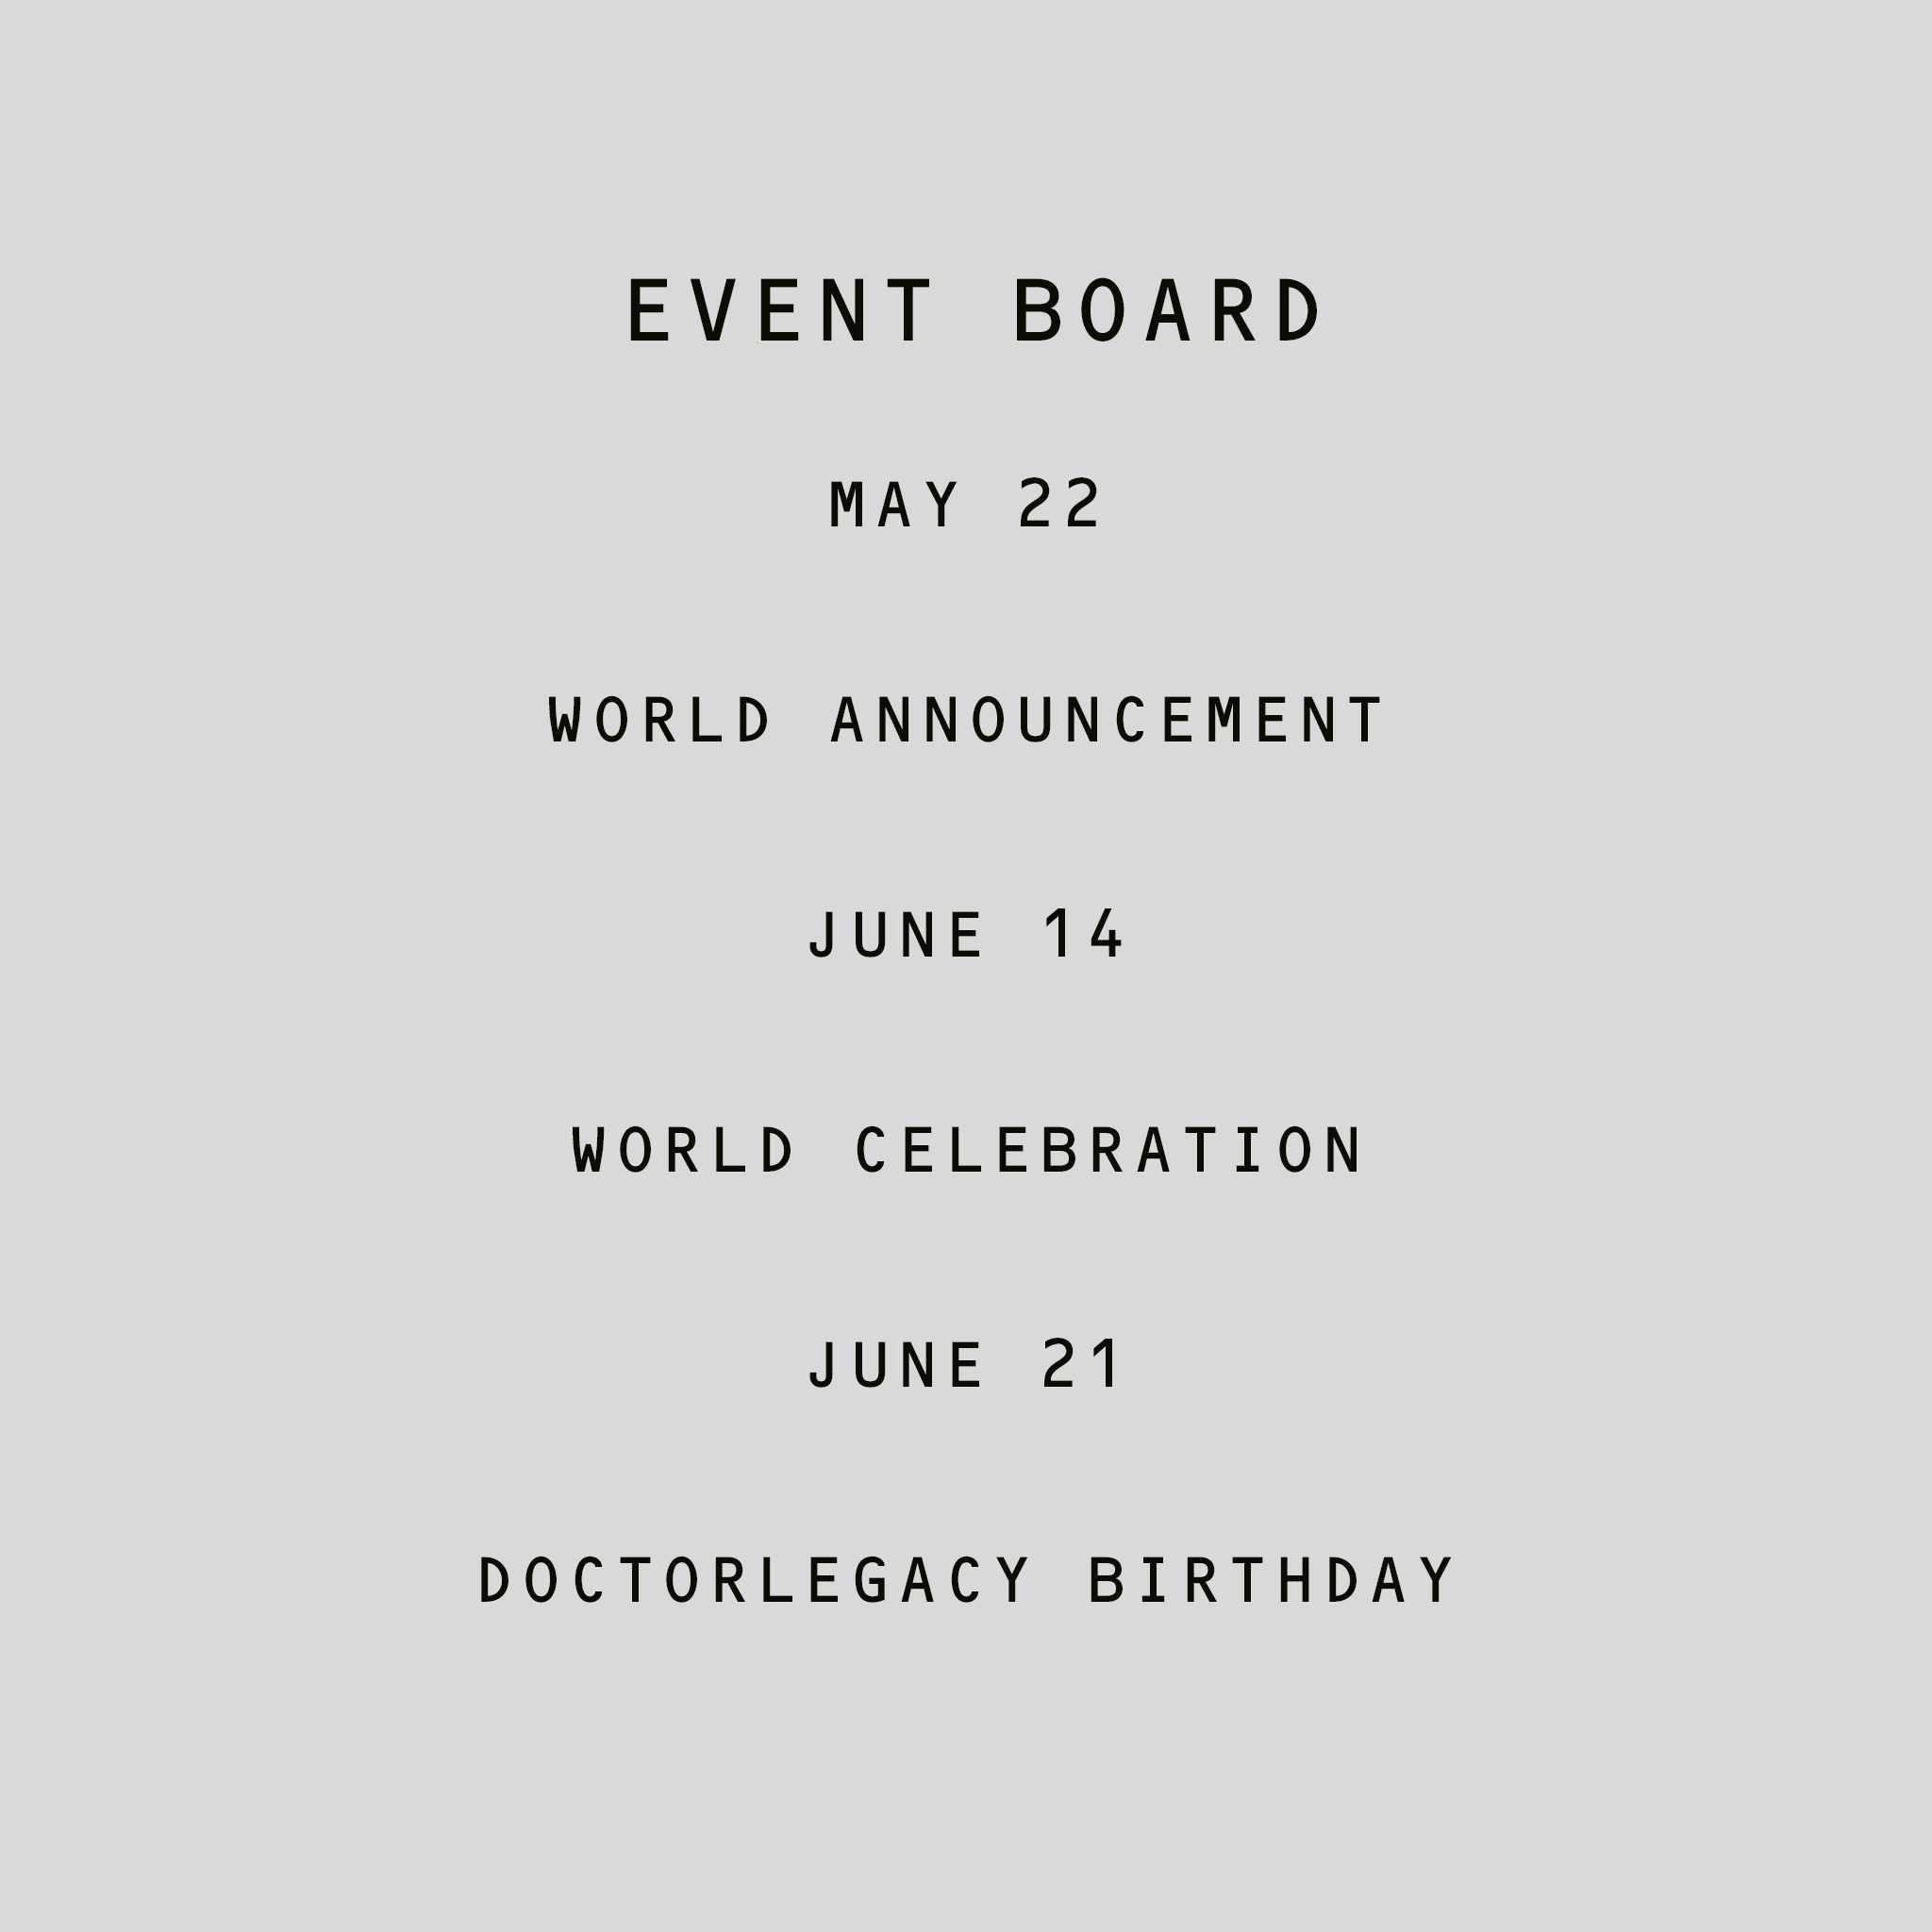 EVENT BOARD
MAY 22
WORLD ANNOUNCEMENT
JUNE 14
WORLD CELEBRATION
JUNE 21
DOCTORLEGACY BIRTHDAY